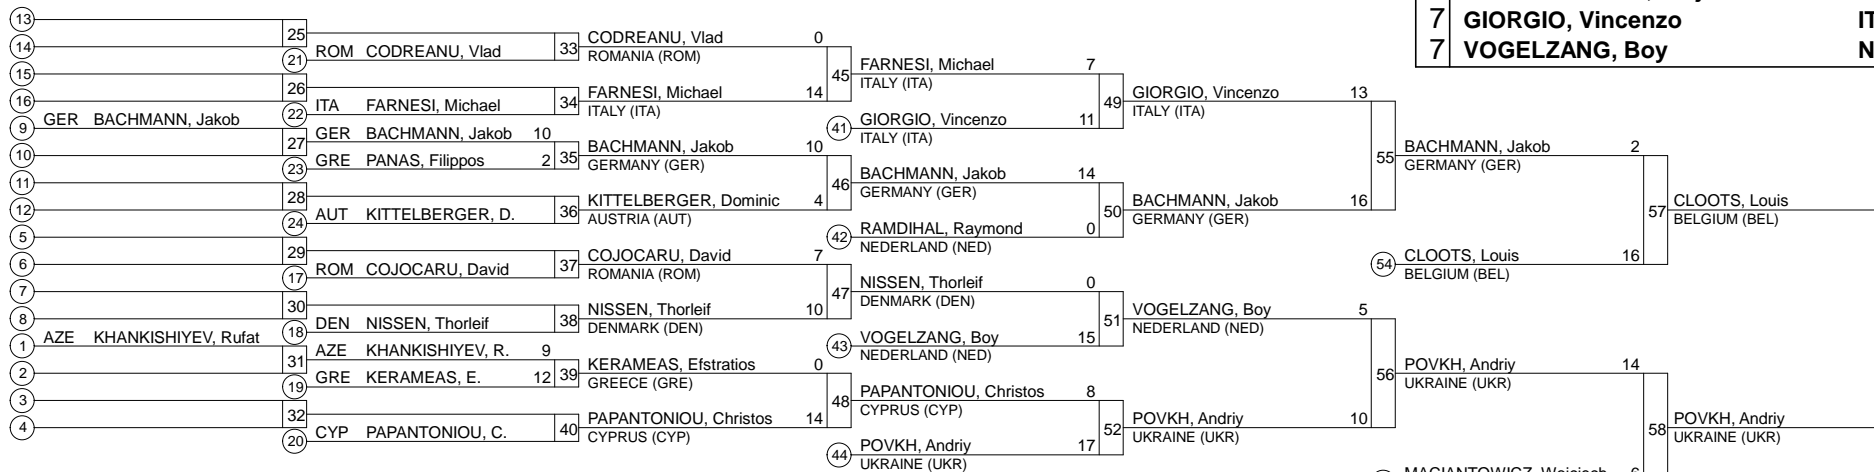 7 GIORGIO, Vincenzo
7 VOGELZANG, Boy N
13
25 CODREANU, Vlad 0
14 ROM CODREANU, Vlad 33 ROMANIA (ROM)
21
15 45 FARNESI, Michael 7
ITALY (ITA)
26 FARNESI, Michael 14
16 ITA FARNESI, Michael 34 ITALY (ITA)
22 49 GIORGIO, Vincenzo 13
ITALY (ITA)
9 GER BACHMANN, Jakob 41 GIORGIO, Vincenzo 11
ITALY (ITA)
27 GER BACHMANN, Jakob 10
10 GRE PANAS, Filippos 2 35 BACHMANN, Jakob 10
23 GERMANY (GER)
55 BACHMANN, Jakob 2
GERMANY (GER)
11 46 BACHMANN, Jakob 14
GERMANY (GER)
28 KITTELBERGER, Dominic 4
12 AUT KITTELBERGER, D. 36 AUSTRIA (AUT)
24 50 BACHMANN, Jakob 16
GERMANY (GER)
57 CLOOTS, Louis
BELGIUM (BEL)
5 42 RAMDIHAL, Raymond 0
NEDERLAND (NED)
29 COJOCARU, David 7
6 ROM COJOCARU, David 37 ROMANIA (ROM)
17 54 CLOOTS, Louis 16
BELGIUM (BEL)
7 47 NISSEN, Thorleif 0
DENMARK (DEN)
30 NISSEN, Thorleif 10
8 DEN NISSEN, Thorleif 38 DENMARK (DEN)
18 51 VOGELZANG, Boy 5
NEDERLAND (NED)
1 AZE KHANKISHIYEV, Rufat 43 VOGELZANG, Boy 15
NEDERLAND (NED)
31 AZE KHANKISHIYEV, R. 9
2 GRE KERAMEAS, E. 12 39 KERAMEAS, Efstratios 0
19 GREECE (GRE)
56 POVKH, Andriy 14
UKRAINE (UKR)
3 48 PAPANTONIOU, Christos 8
CYPRUS (CYP)
32 PAPANTONIOU, Christos 14
4 CYP PAPANTONIOU, C. 40 CYPRUS (CYP)
20 52 POVKH, Andriy 10
UKRAINE (UKR)
58 POVKH, Andriy
UKRAINE (UKR)
44 POVKH, Andriy 17
UKRAINE (UKR)